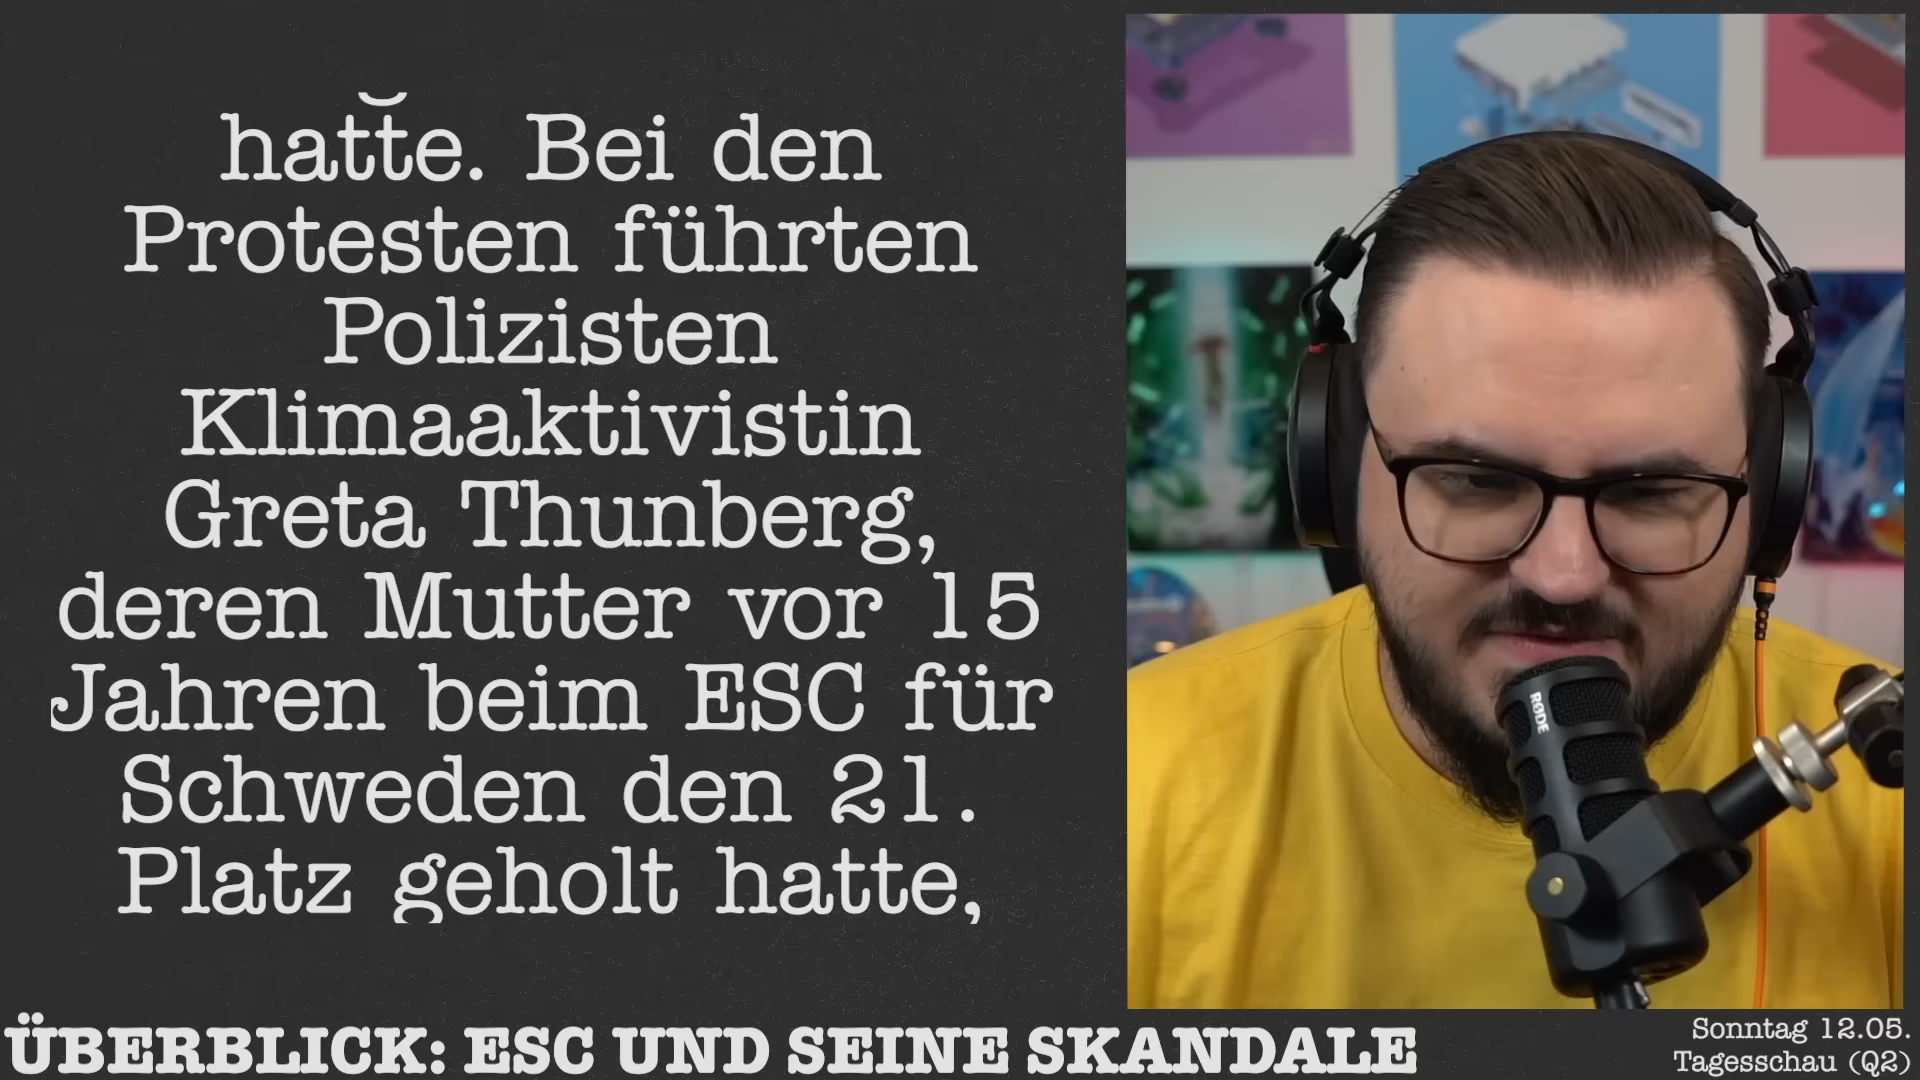 hatte. Bei den
Protesten führten
Polizisten
Klimaaktivistin
Greta Thunberg,
deren Mutter vor 15
Jahren beim ESC für
Schweden den 21.
Platz geholt hatte,
RØDE
ÜBERBLICK: ESC UND SEINE SKANDALE
Sonntag 12.05.
Tagesschau (Q2)